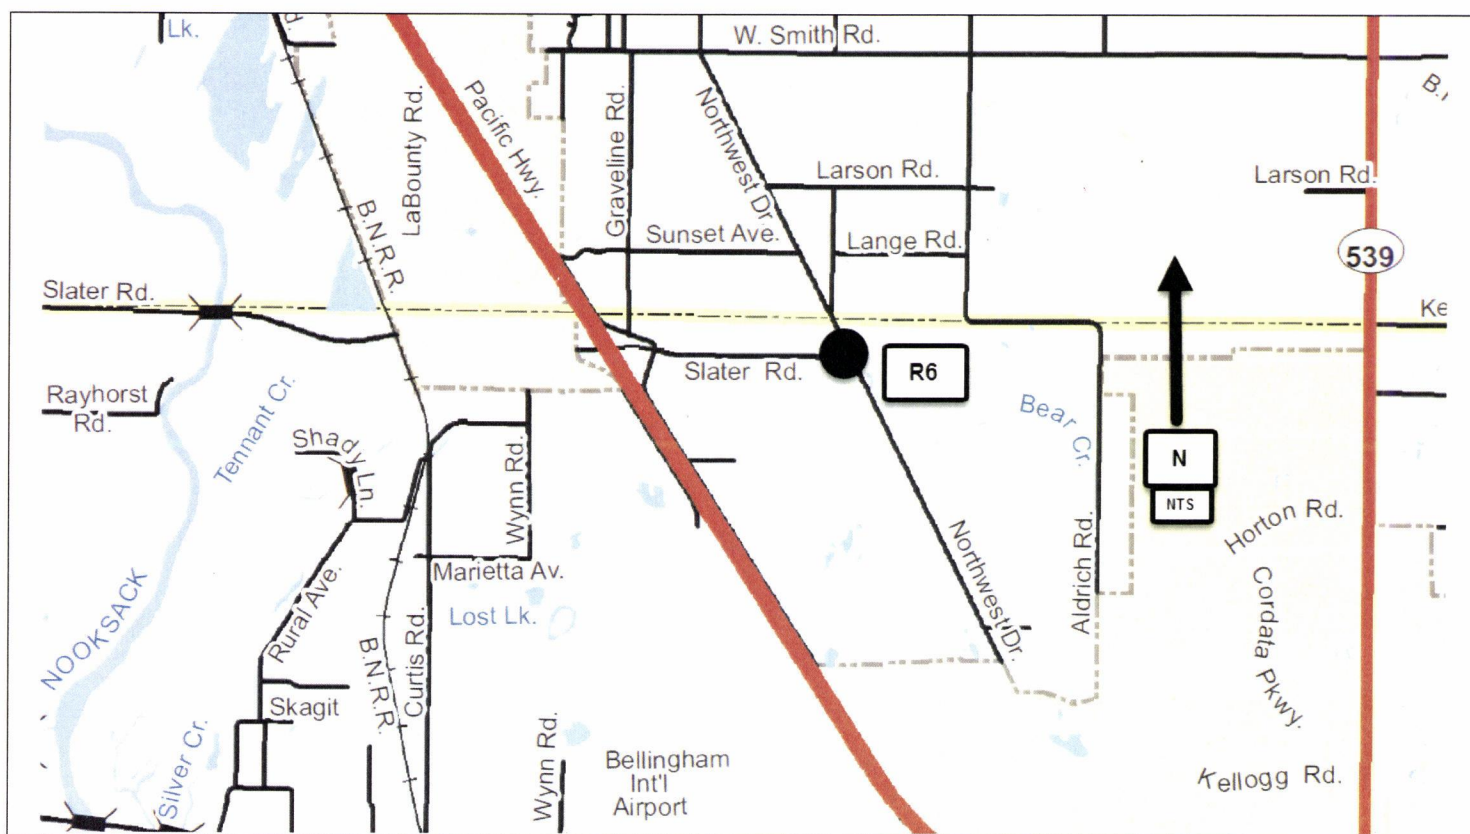 Lk.
Rd.
W. Smith Rd.
Pacific Hwy.
LaBounty Rd.
Graveline Rd.
Northwest Dr.
Larson Rd.
Larson Rd.
B.N.R.R.
Sunset Ave.
Lange Rd.
539
Slater Rd.
Slater Rd.
R6
Rayhorst
Rd.
Tennant Cr.
Shady Ln.
Wynn Rd.
Bear Cr.
N
NTS
Horton Rd.
Aldrich Rd.
Northwest Dr.
Marietta Av.
Lost Lk.
NOOKSACK
Rural Ave.
B.N.R.R.
Curtis Rd.
Cordata Pkwy.
Skagit
Silver Cr.
Wynn Rd.
Bellingham
Int'l
Airport
Kellogg Rd.